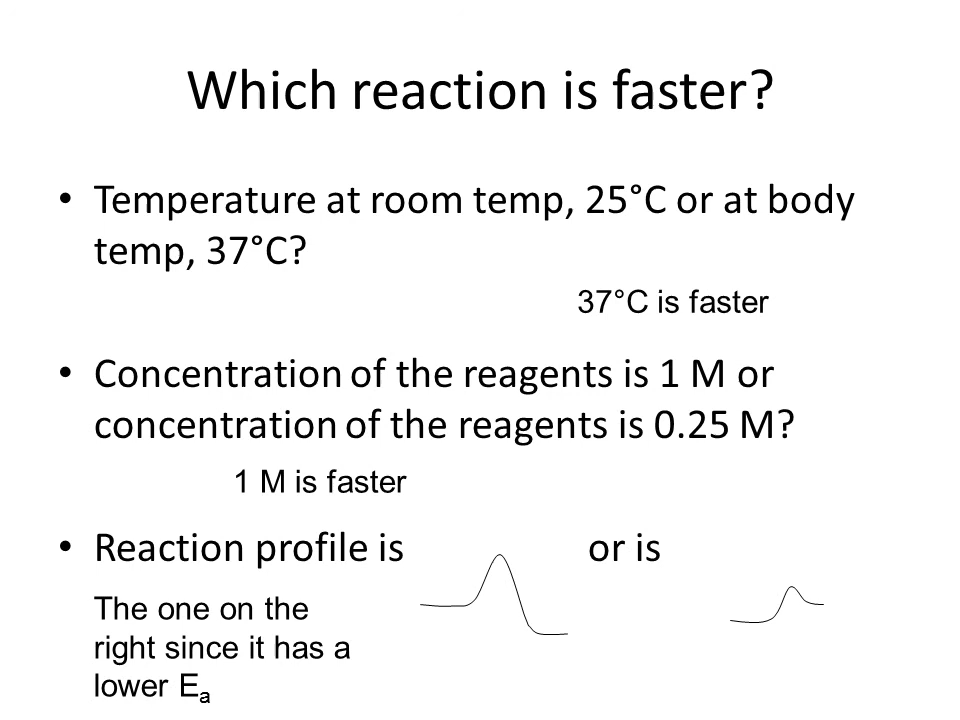 Which reaction is faster?
• Temperature at room temp, 25°C or at body
temp, 37°C?
37°C is faster
• Concentration of the reagents is 1 M or
concentration of the reagents is 0.25 M?
1 M is faster
• Reaction profile is or is
The one on the
right since it has a
lower Eₐ